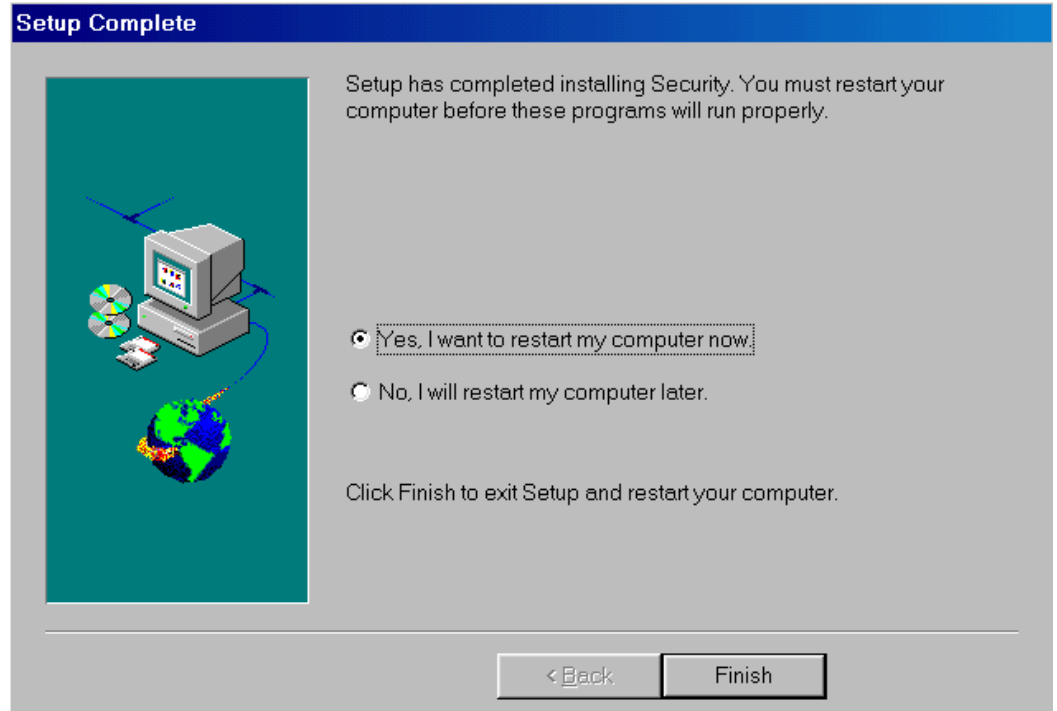 Setup Complete
Setup has completed installing Security. You must restart your
computer before these programs will run properly.
Yes, I want to restart my computer now.
No, I will restart my computer later.
Click Finish to exit Setup and restart your computer.
< Back
Finish